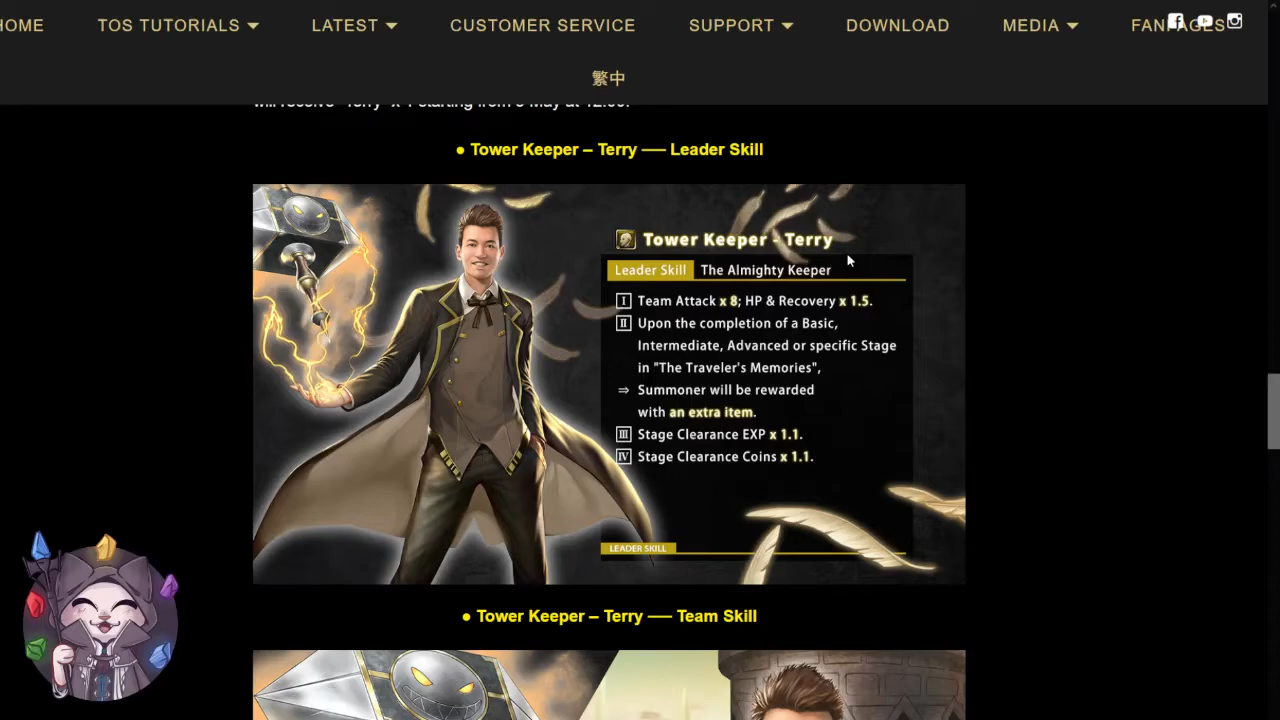 HOME TOS TUTORIALS LATEST CUSTOMER SERVICE SUPPORT DOWNLOAD MEDIA FANPAGES
繁中
● Tower Keeper – Terry ── Leader Skill
Tower Keeper - Terry
Leader Skill The Almighty Keeper
I Team Attack x 8; HP & Recovery x 1.5.
II Upon the completion of a Basic,
Intermediate, Advanced or specific Stage
in "The Traveler's Memories",
⇒ Summoner will be rewarded
with an extra item.
III Stage Clearance EXP x 1.1.
IV Stage Clearance Coins x 1.1.
LEADER SKILL
● Tower Keeper – Terry ── Team Skill